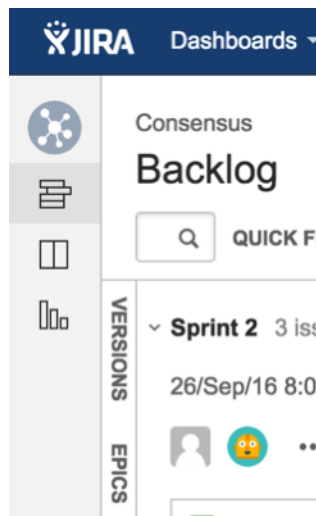 JIRA Dashboards
Consensus
Backlog
QUICK F
VERSIONS
Sprint 2 3 iss
26/Sep/16 8:0
EPICS